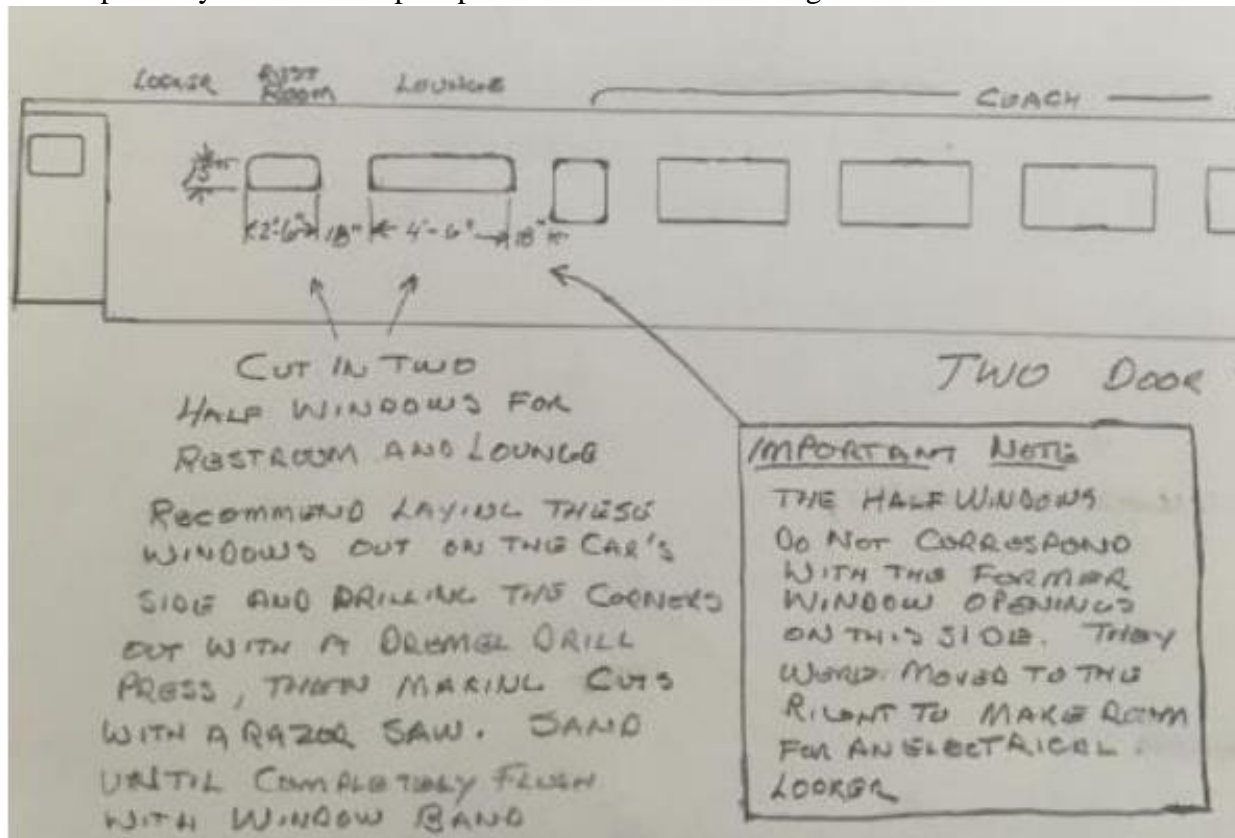 LOCKER REST ROOM LOUNGE COACH
2'-6" 18" 4'-6" 18"
CUT IN TWO
HALF WINDOWS FOR
RESTROOM AND LOUNGE
RECOMMEND LAYING THESE
WINDOWS OUT ON THE CAR'S
SIDE AND DRILLING THE CORNERS
OUT WITH A DREMEL DRILL
PRESS, THEN MAKING CUTS
WITH A RAZOR SAW. SAND
UNTIL COMPLETELY FLUSH
WITH WINDOW BAND
TWO DOOR
IMPORTANT NOTE
THE HALF WINDOWS
DO NOT CORRESPOND
WITH THE FORMER
WINDOW OPENINGS
ON THIS SIDE. THEY
WERE MOVED TO THE
RIGHT TO MAKE ROOM
FOR AN ELECTRICAL
LOCKER